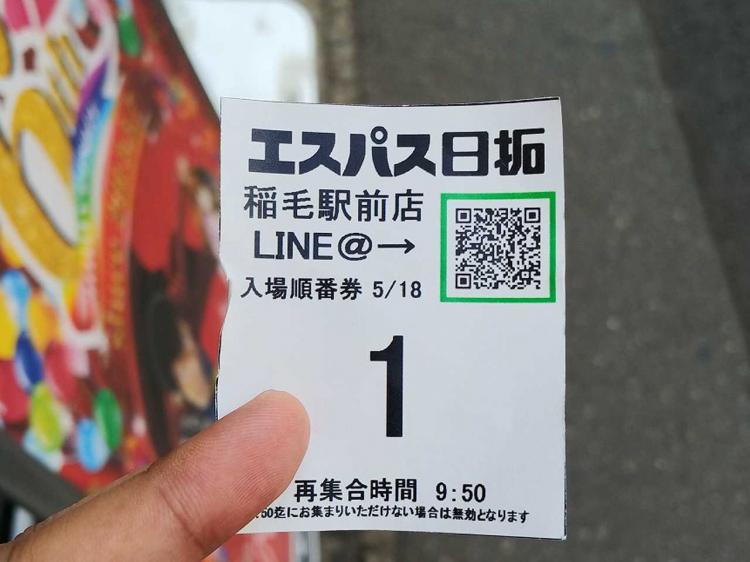 エスパス日拓
稲毛駅前店
LINE@→
入場順番券 5/18
1
再集合時間 9:50
50迄にお集まりいただけない場合は無効となります